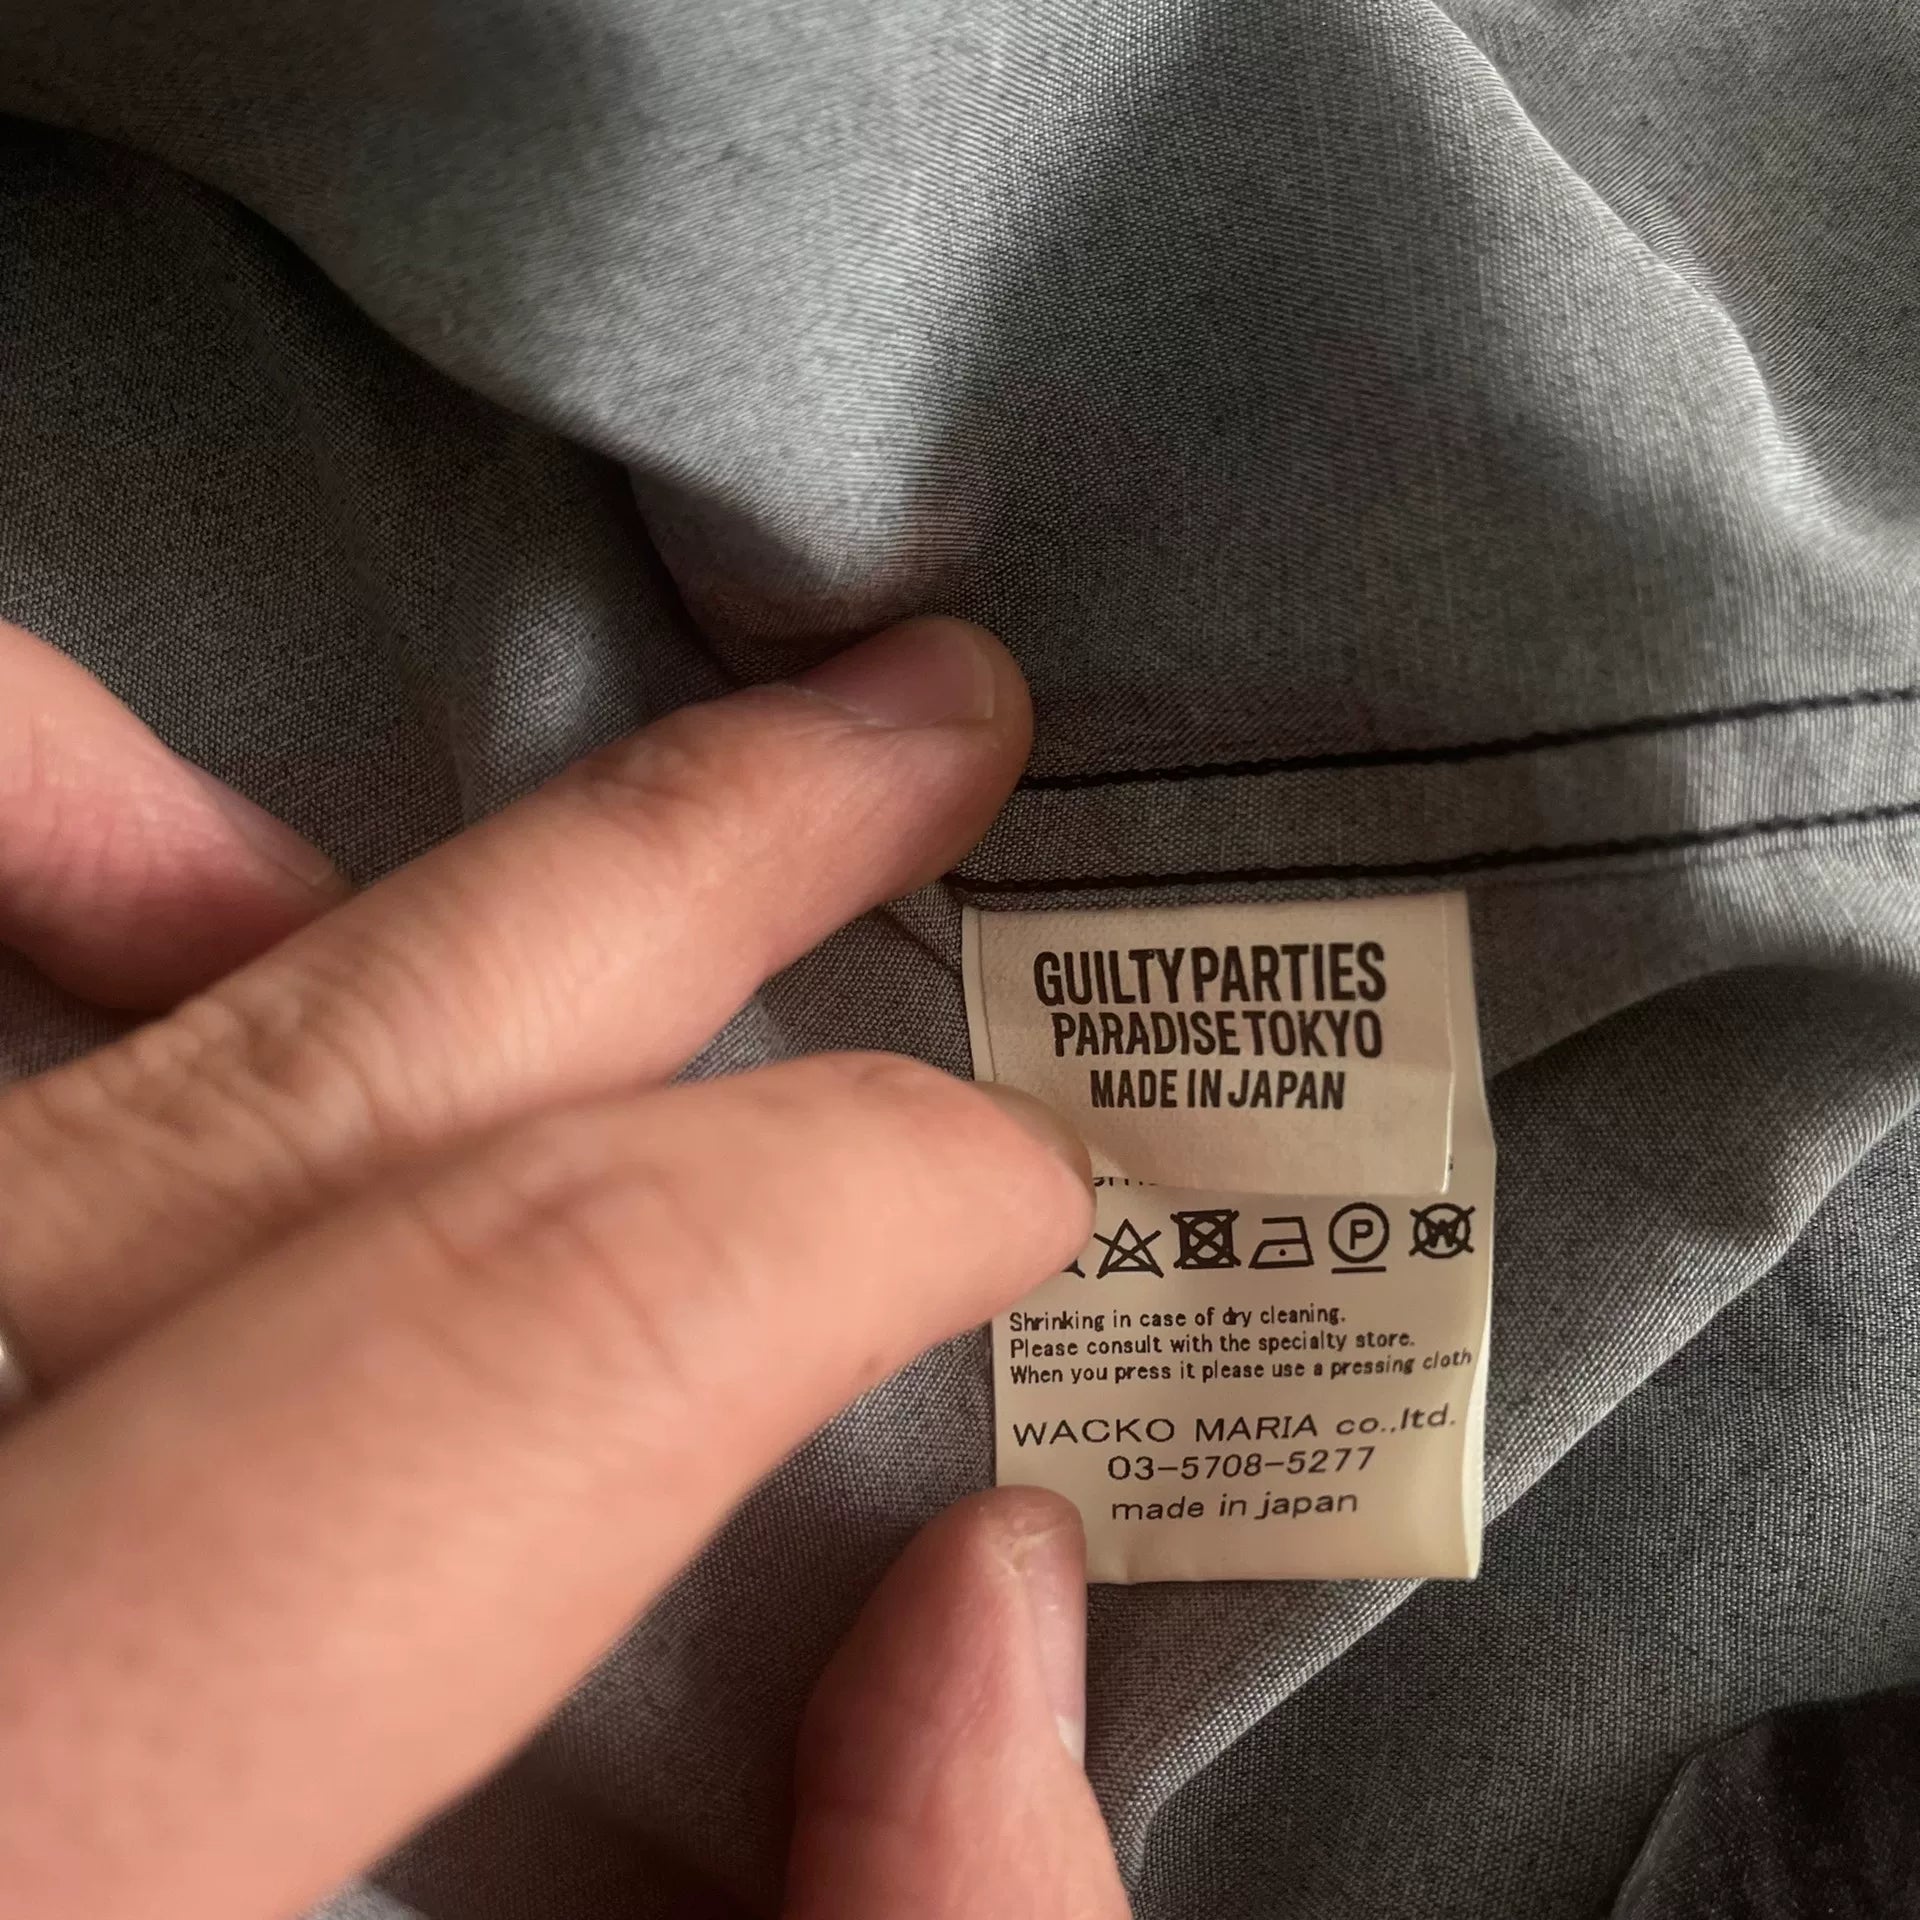 GUILTY PARTIES
PARADISE TOKYO
MADE IN JAPAN
P
W
Shrinking in case of dry cleaning.
Please consult with the specialty store.
When you press it please use a pressing cloth
WACKO MARIA co.,ltd.
03-5708-5277
made in japan